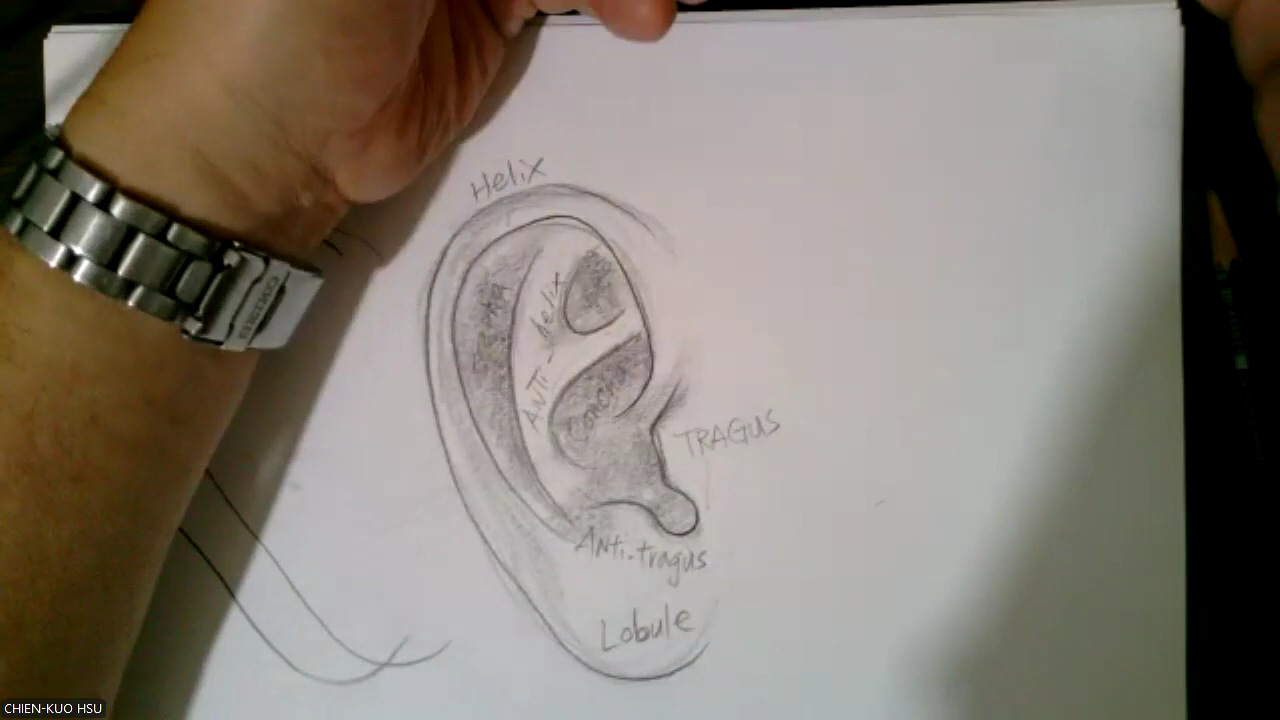 Helix
ANTi-helix
Concha
TRAGUS
ANti-tragus
Lobule
CHIEN-KUO HSU